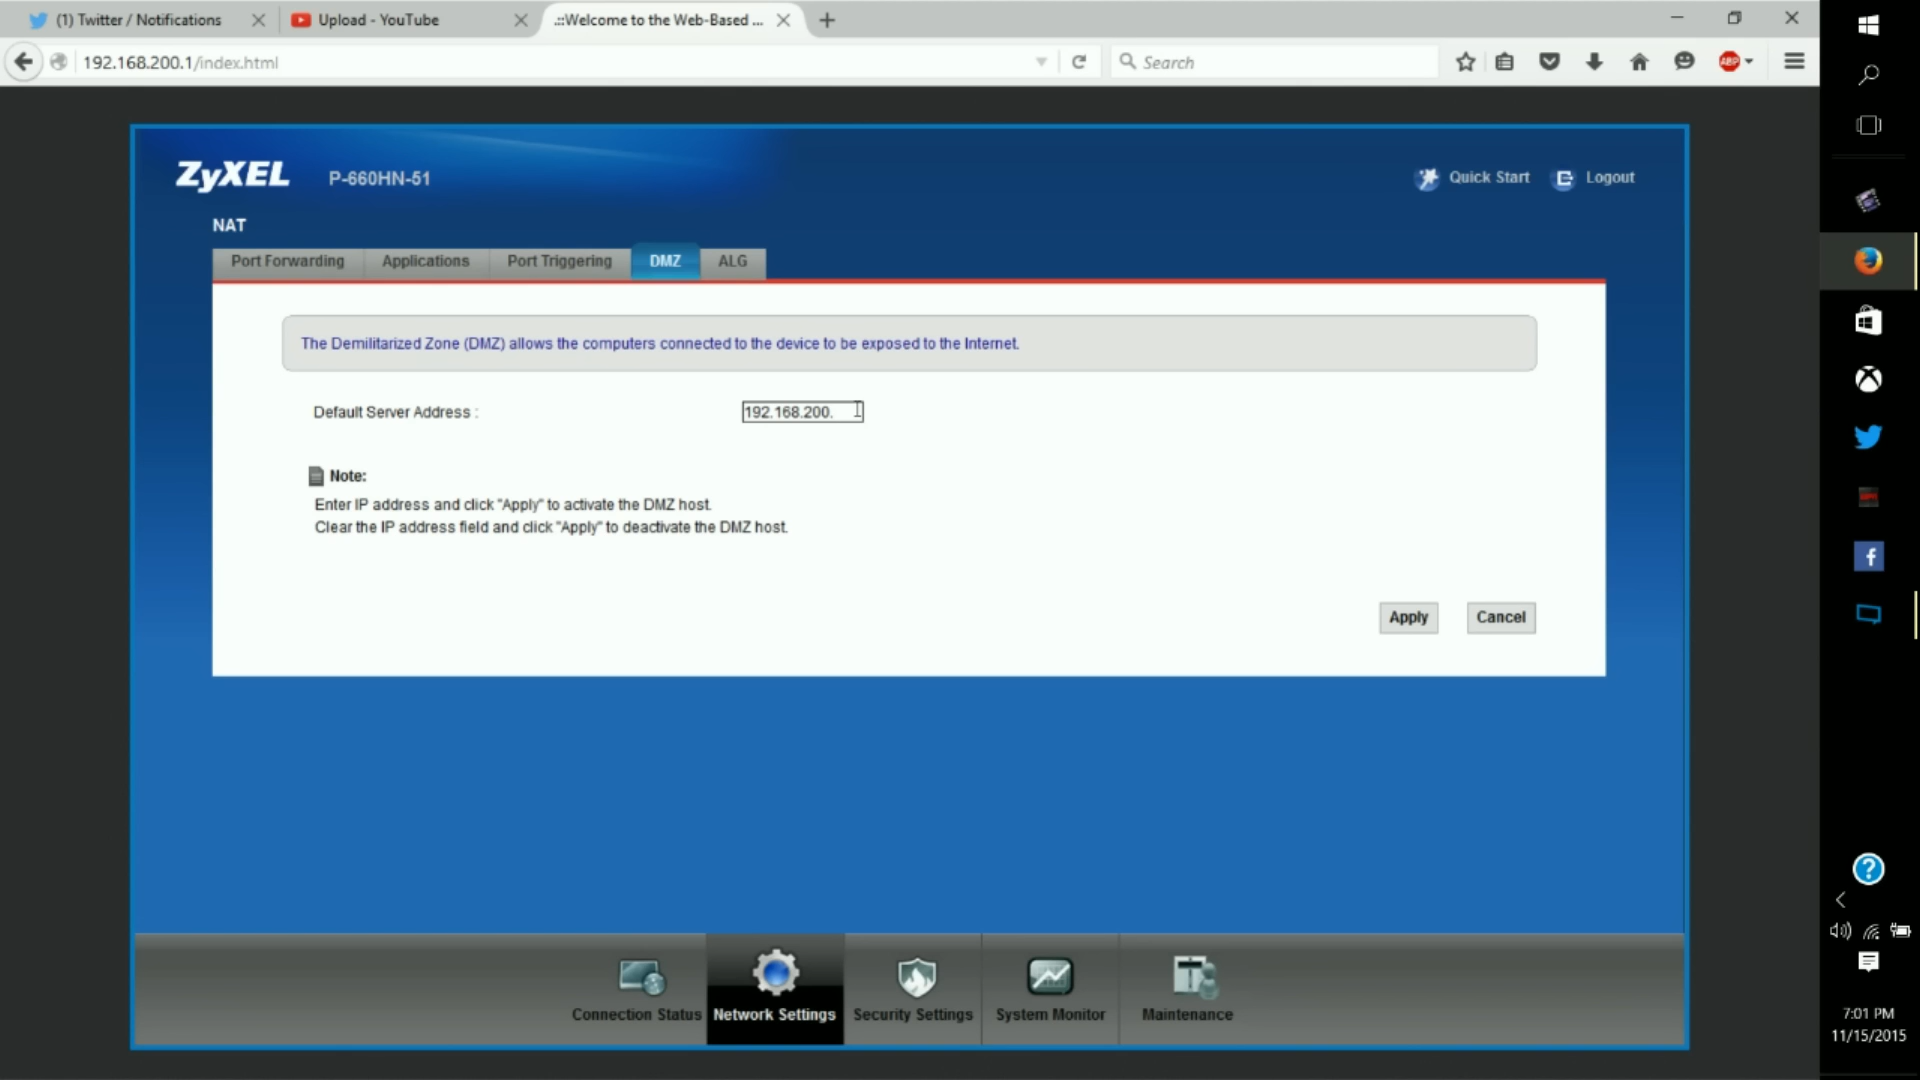 (1) Twitter / Notifications
Upload - YouTube
.::Welcome to the Web-Based ...
192.168.200.1/index.html
Search
ABP
ZyXEL P-660HN-51
Quick Start
Logout
NAT
Port Forwarding
Applications
Port Triggering
DMZ
ALG
The Demilitarized Zone (DMZ) allows the computers connected to the device to be exposed to the Internet.
Default Server Address :
192.168.200.
Note:
Enter IP address and click "Apply" to activate the DMZ host.
Clear the IP address field and click "Apply" to deactivate the DMZ host.
Apply
Cancel
Connection Status
Network Settings
Security Settings
System Monitor
Maintenance
7:01 PM
11/15/2015